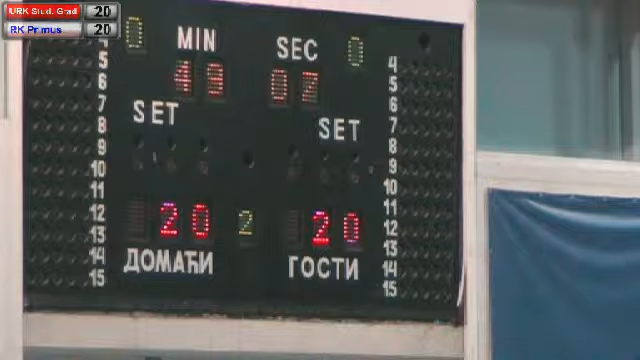 URK Stud. Grad 20
RK Primus 20
0 MIN SEC 0
49 07
SET SET
20 2 20
ДОМАЋИ ГОСТИ
4 5 6 7 8 9 10 11 12 13 14 15
4 5 6 7 8 9 10 11 12 13 14 15